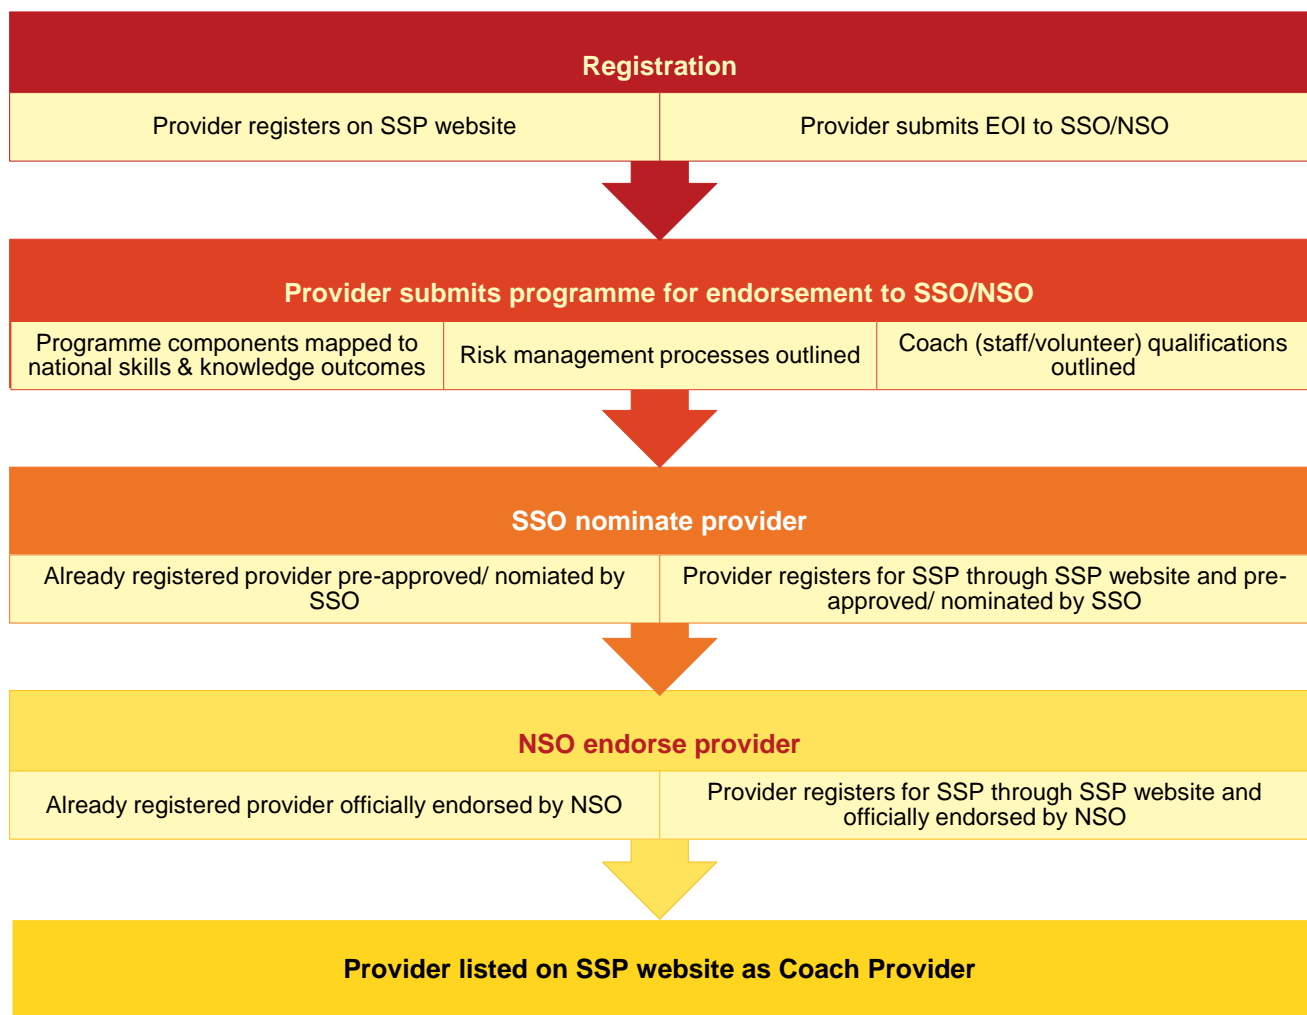 Registration
Provider registers on SSP website
Provider submits EOI to SSO/NSO
Provider submits programme for endorsement to SSO/NSO
Programme components mapped to
national skills & knowledge outcomes
Risk management processes outlined
Coach (staff/volunteer) qualifications
outlined
SSO nominate provider
Already registered provider pre-approved/ nomiated by
SSO
Provider registers for SSP through SSP website and pre-
approved/ nominated by SSO
NSO endorse provider
Already registered provider officially endorsed by NSO
Provider registers for SSP through SSP website and
officially endorsed by NSO
Provider listed on SSP website as Coach Provider